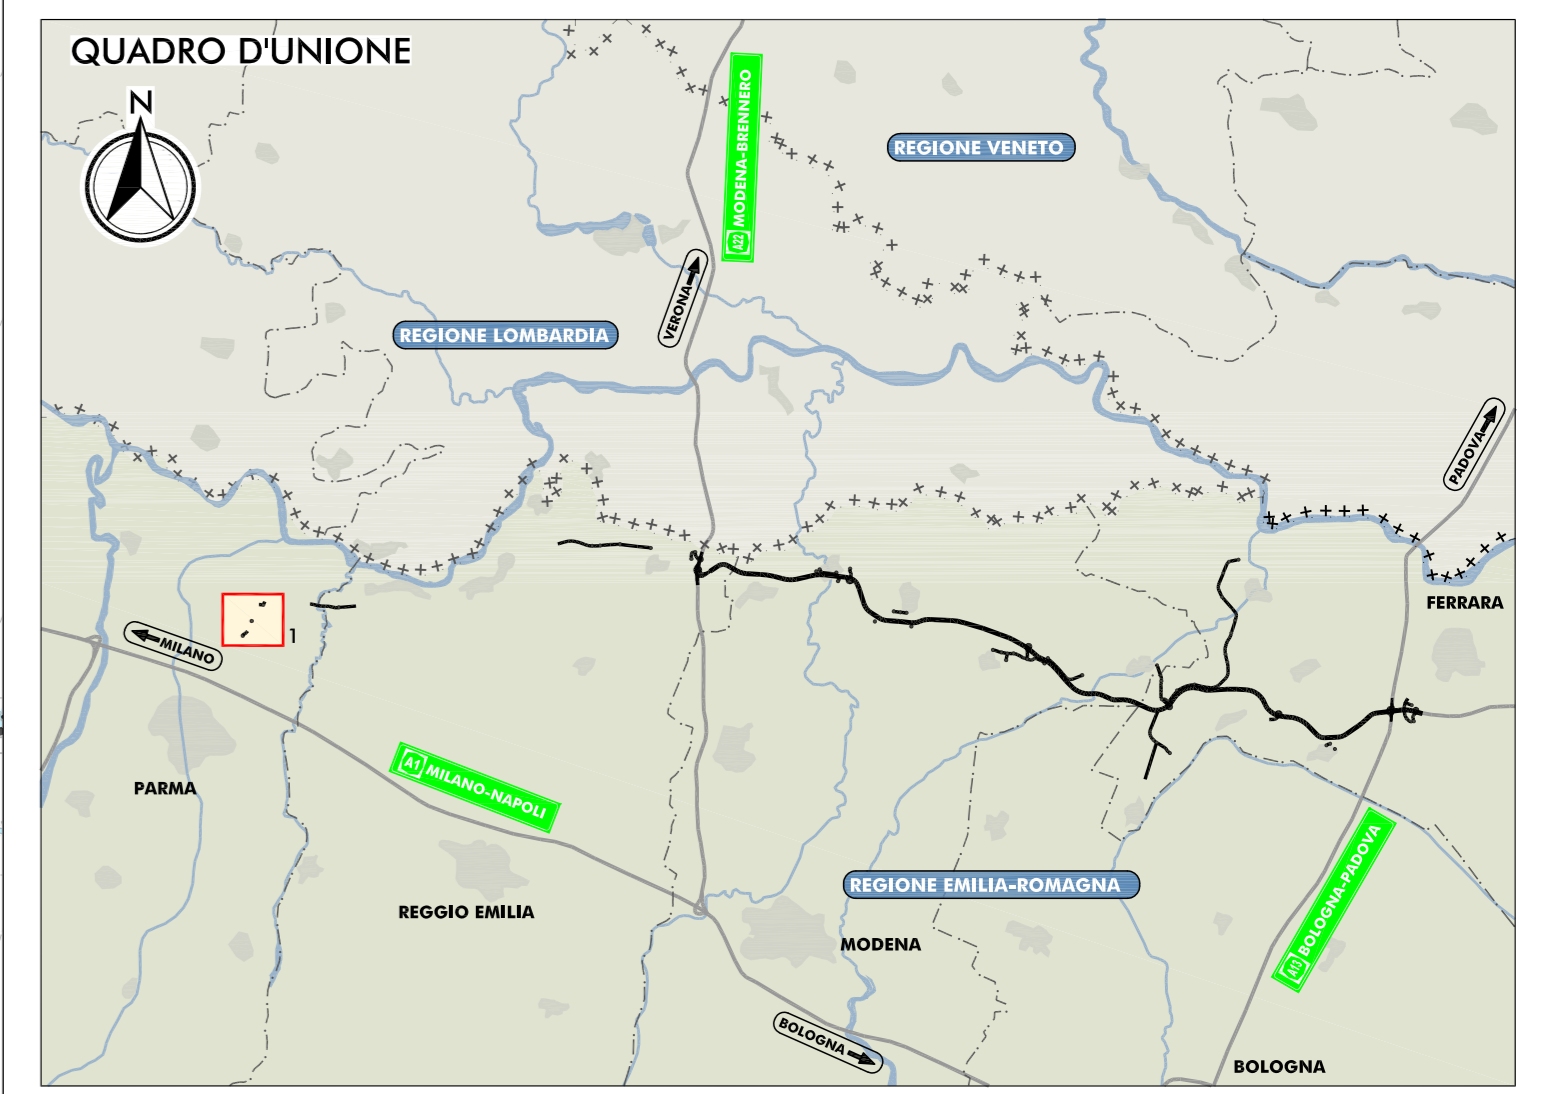 QUADRO D'UNIONE
N
A22 MODENA-BRENNERO
REGIONE VENETO
VERONA
REGIONE LOMBARDIA
PADOVA
FERRARA
1
MILANO
PARMA
A1 MILANO-NAPOLI
REGIONE EMILIA-ROMAGNA
A13 BOLOGNA-PADOVA
REGGIO EMILIA
MODENA
BOLOGNA
BOLOGNA